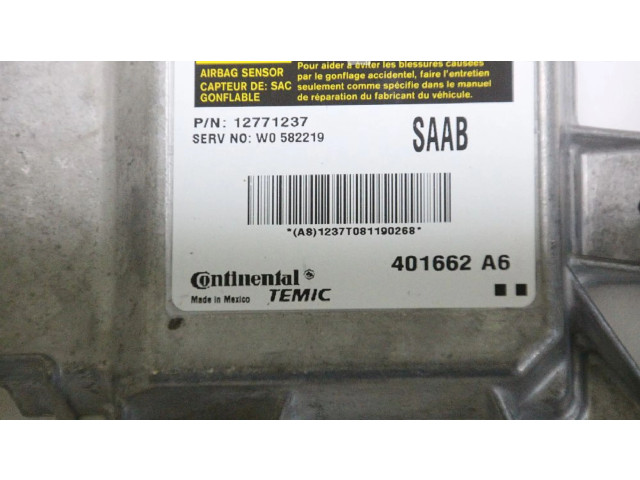 Pour aider à éviter les blessures causées
AIRBAG SENSOR par le gonflage accidentel, faire l'entretien
CAPTEUR DE: SAC seulement comme spécifie dans le manuel
GONFLABLE de réparation du fabricant du véhicule.
P/N: 12771237
SERV NO: W0 582219
SAAB
*(A8)1237T081190268*
Continental
401662 A6
Made in Mexico TEMIC